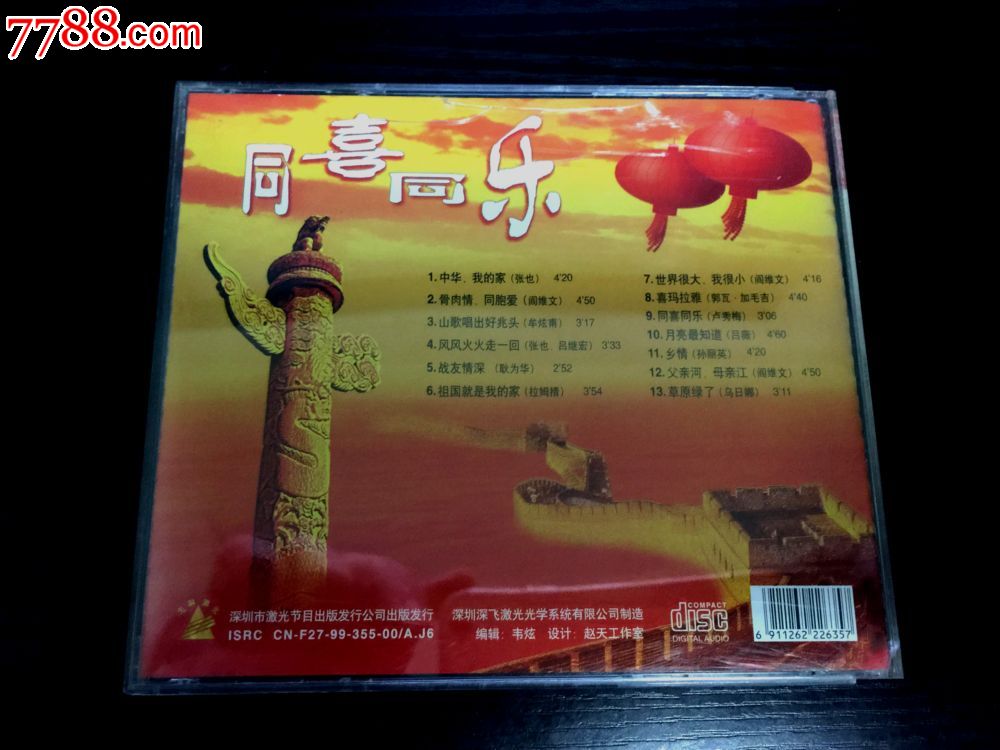 7788.com
同喜同乐
1. 中华、我的家 (张也) 4'20
2. 骨肉情、同胞爱 (阎维文) 4'50
3. 山歌唱出好兆头 (牟炫甫) 3'17
4. 风风火火走一回 (张也、吕继宏) 3'33
5. 战友情深 (耿为华) 2'52
6. 祖国就是我的家 (拉姆措) 3'54
7. 世界很大、我很小 (阎维文) 4'16
8. 喜玛拉雅 (郭瓦·加毛吉) 4'40
9. 同喜同乐 (卢秀梅) 3'06
10. 月亮最知道 (吕薇) 4'60
11. 乡情 (孙丽英) 4'20
12. 父亲河、母亲江 (阎维文) 4'50
13. 草原绿了 (乌日娜) 3'11
深圳市激光节目出版发行公司出版发行
ISRC CN-F27-99-355-00/A.J6
深圳深飞激光光学系统有限公司制造
编辑: 韦炫 设计: 赵天工作室
COMPACT
disc
DIGITAL AUDIO
6 911262 226357